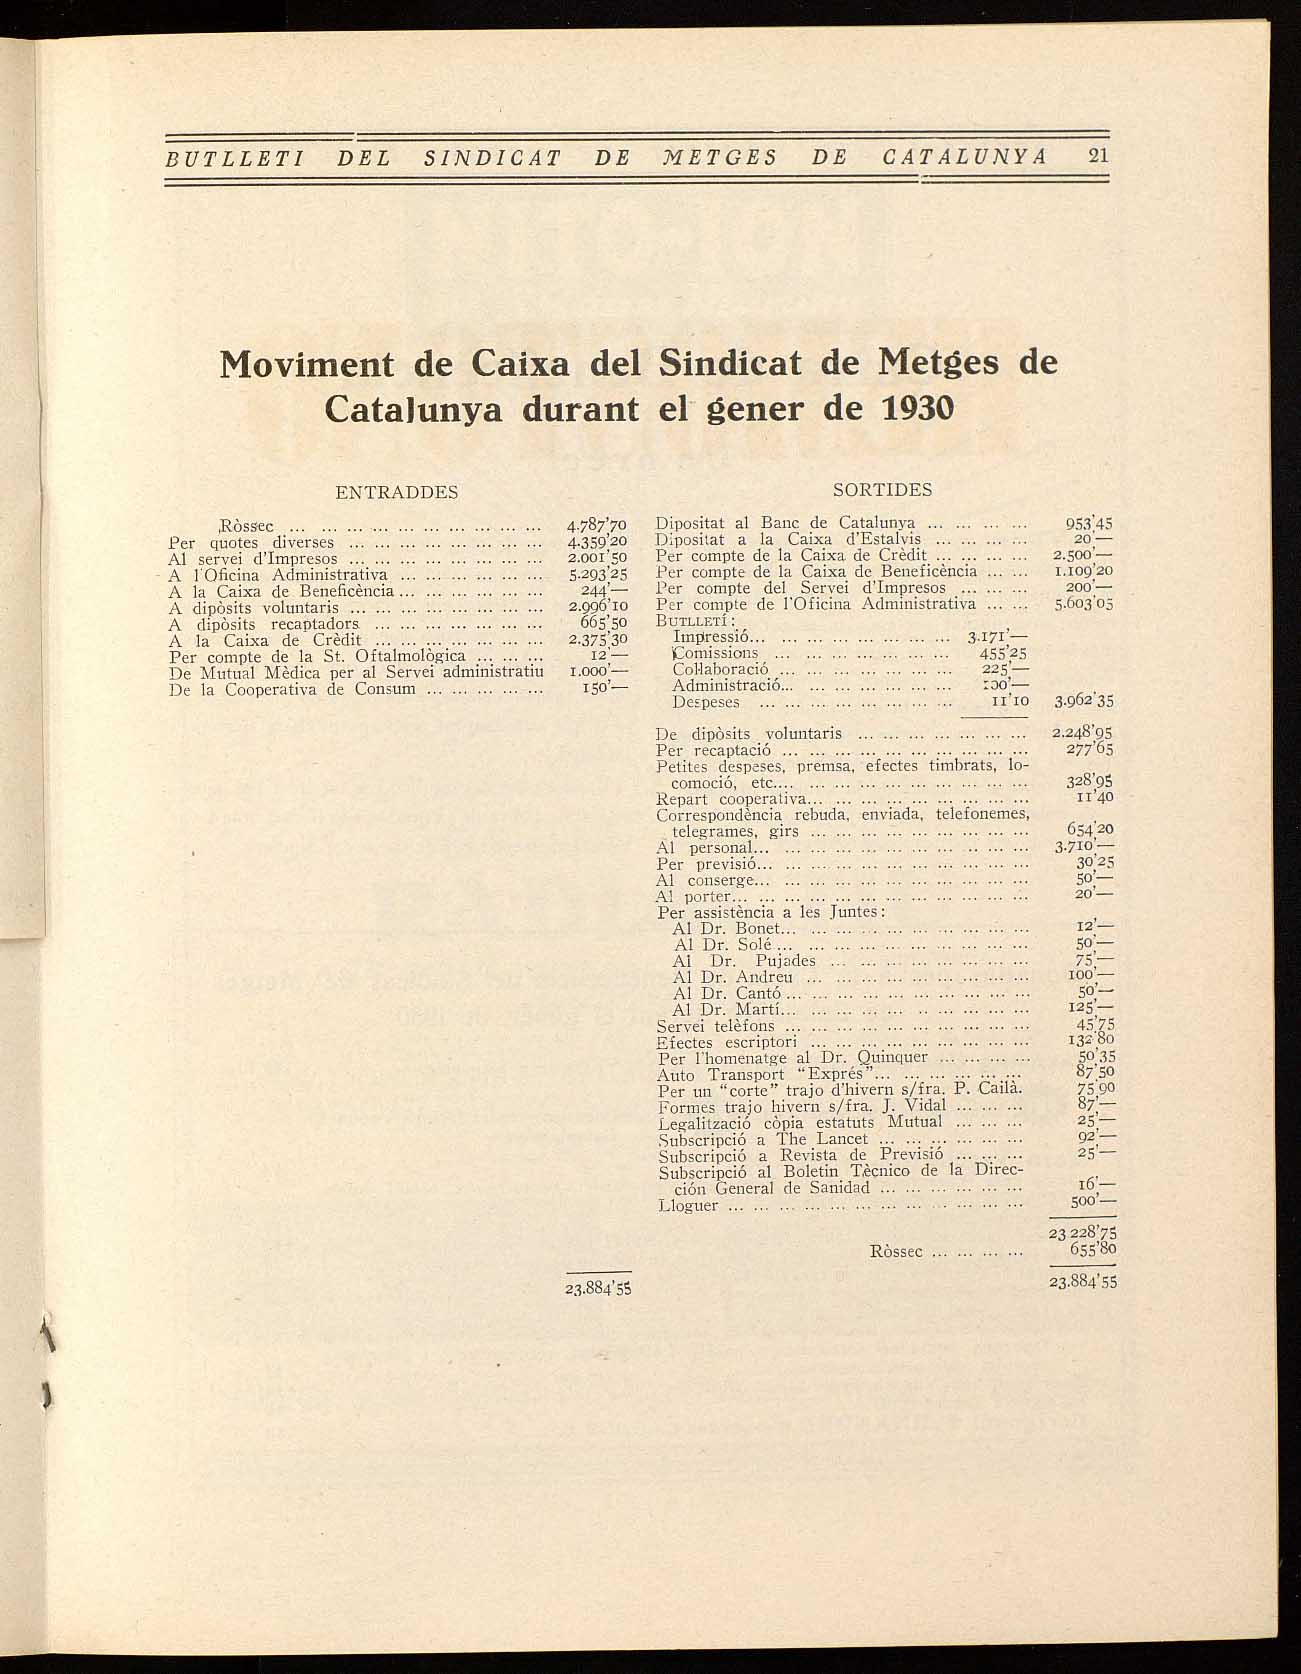 BUTLLETI DEL SINDICAT DE METGES DE CATALUNYA 21
Moviment de Caixa del Sindicat de Metges de
Catalunya durant el gener de 1930
ENTRADDES
Ròssec ... ... ... ... ... ... ... ... ... ... 4.787'70
Per quotes diverses ... ... ... ... ... ... ... ... 4.359'20
Al servei d'Impresos ... ... ... ... ... ... ... ... 2.001'50
A l'Oficina Administrativa ... ... ... ... ... ... 5.293'25
A la Caixa de Beneficència ... ... ... ... ... ... 244'—
A dipòsits voluntaris ... ... ... ... ... ... ... ... 2.996'10
A dipòsits recaptadors ... ... ... ... ... ... ... 665'50
A la Caixa de Crèdit ... ... ... ... ... ... ... 2.375'30
Per compte de la St. Oftalmològica ... ... ... 12'—
De Mutual Mèdica per al Servei administratiu 1.000'—
De la Cooperativa de Consum ... ... ... ... ... 150'—
23.884'55
SORTIDES
Dipositat al Banc de Catalunya ... ... ... ... 953'45
Dipositat a la Caixa d'Estalvis ... ... ... ... 20'—
Per compte de la Caixa de Crèdit ... ... ... ... 2.500'—
Per compte de la Caixa de Beneficència ... ... 1.109'20
Per compte del Servei d'Impresos ... ... ... 200'—
Per compte de l'Oficina Administrativa ... ... 5.603'05
BUTLLETÍ:
Impressió... ... ... ... ... ... ... ... 3.171'—
Comissions ... ... ... ... ... ... ... 455'25
Col·laboració ... ... ... ... ... ... ... 225'—
Administració... ... ... ... ... ... ... 100'—
Despeses ... ... ... ... ... ... ... ... 11'10 3.962'35
De dipòsits voluntaris ... ... ... ... ... ... ... 2.248'95
Per recaptació ... ... ... ... ... ... ... ... ... ... 277'65
Petites despeses, premsa, efectes timbrats, lo-
comoció, etc.... ... ... ... ... ... ... ... ... ... 328'95
Repart cooperativa... ... ... ... ... ... ... ... ... 11'40
Correspondència rebuda, enviada, telefonemes,
telegrames, girs ... ... ... ... ... ... ... ... ... 654'20
Al personal... ... ... ... ... ... ... ... ... ... ... 3.710'—
Per previsió... ... ... ... ... ... ... ... ... ... ... 30'25
Al conserge... ... ... ... ... ... ... ... ... ... ... 50'—
Al porter... ... ... ... ... ... ... ... ... ... ... ... 20'—
Per assistència a les Juntes:
Al Dr. Bonet... ... ... ... ... ... ... ... ... ... 12'—
Al Dr. Solé ... ... ... ... ... ... ... ... ... ... 50'—
Al Dr. Pujades ... ... ... ... ... ... ... ... 75'—
Al Dr. Andreu ... ... ... ... ... ... ... ... ... 100'—
Al Dr. Cantó ... ... ... ... ... ... ... ... ... ... 50'—
Al Dr. Martí... ... ... ... ... ... ... ... ... ... 125'—
Servei telèfons ... ... ... ... ... ... ... ... ... ... 45'75
Efectes escriptori ... ... ... ... ... ... ... ... ... 132'80
Per l'homenatge al Dr. Quinquer ... ... ... ... 50'35
Auto Transport "Exprés"... ... ... ... ... ... 87'50
Per un "corte" trajo d'hivern s/fra. P. Cailà. 75'90
Formes trajo hivern s/fra. J. Vidal ... ... ... 87'—
Legalització còpia estatuts Mutual ... ... ... 25'—
Subscripció a The Lancet ... ... ... ... ... ... 92'—
Subscripció a Revista de Previsió ... ... ... 25'—
Subscripció al Boletin Tècnico de la Direc-
ción General de Sanidad ... ... ... ... ... ... 16'—
Lloguer ... ... ... ... ... ... ... ... ... ... ... ... 500'—
23 228'75
Ròssec ... ... ... ... 655'80
23.884'55